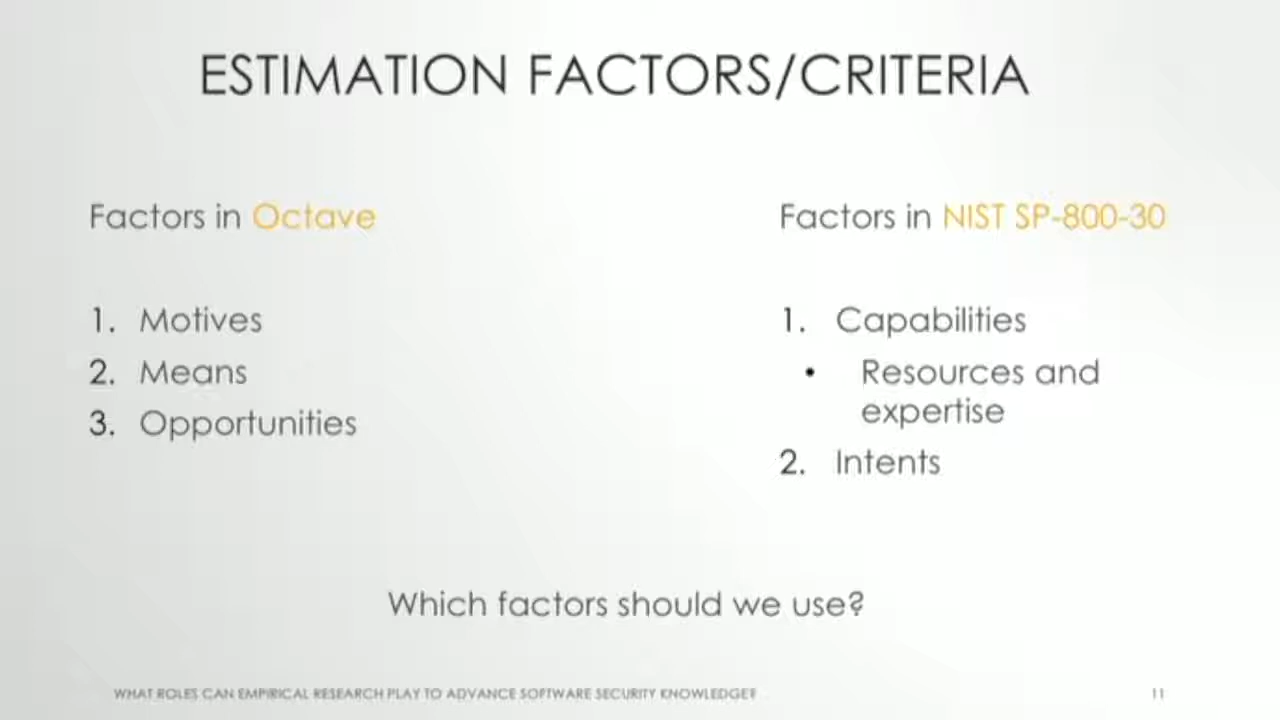 ESTIMATION FACTORS/CRITERIA
Factors in Octave
1. Motives
2. Means
3. Opportunities
Factors in NIST SP-800-30
1. Capabilities
• Resources and
expertise
2. Intents
Which factors should we use?
WHAT ROLES CAN EMPIRICAL RESEARCH PLAY TO ADVANCE SOFTWARE SECURITY KNOWLEDGE?
11